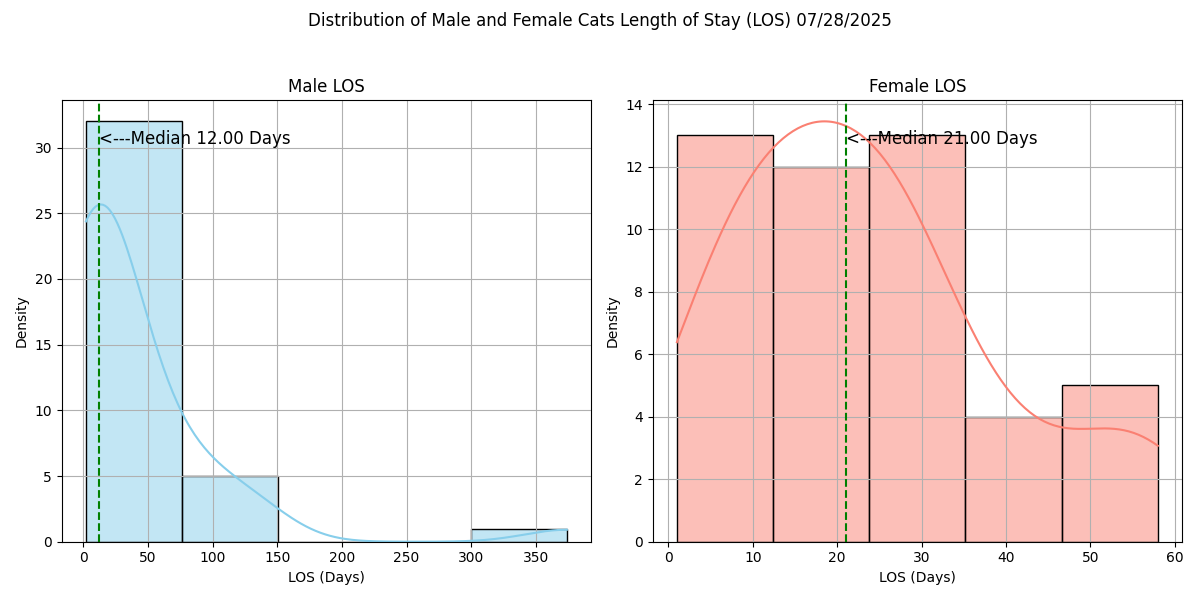 Distribution of Male and Female Cats Length of Stay (LOS) 07/28/2025
Male LOS
<---Median 12.00 Days
Density
30
25
20
15
10
5
0
0 50 100 150 200 250 300 350
LOS (Days)
Female LOS
<---Median 21.00 Days
Density
14
12
10
8
6
4
2
0
0 10 20 30 40 50 60
LOS (Days)